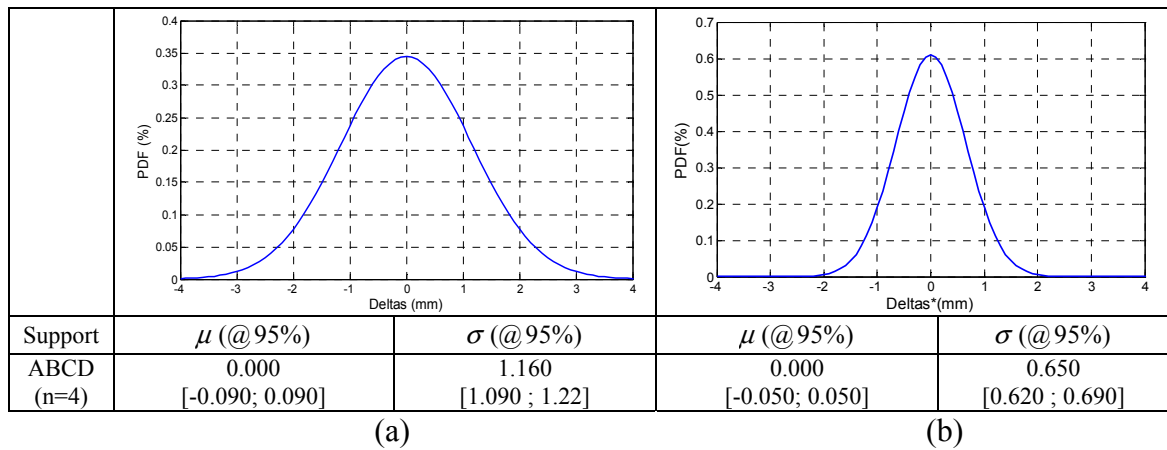 0.4
0.35
0.3
0.25
0.2
0.15
0.1
0.05
0
-4 -3 -2 -1 0 1 2 3 4
PDF (%)
Deltas (mm)
0.7
0.6
0.5
0.4
0.3
0.2
0.1
0
-4 -3 -2 -1 0 1 2 3 4
PDF(%)
Deltas*(mm)
Support μ (@95%) σ (@95%) μ (@95%) σ (@95%)
ABCD 0.000 1.160 0.000 0.650
(n=4) [-0.090; 0.090] [1.090 ; 1.22] [-0.050; 0.050] [0.620 ; 0.690]
(a) (b)